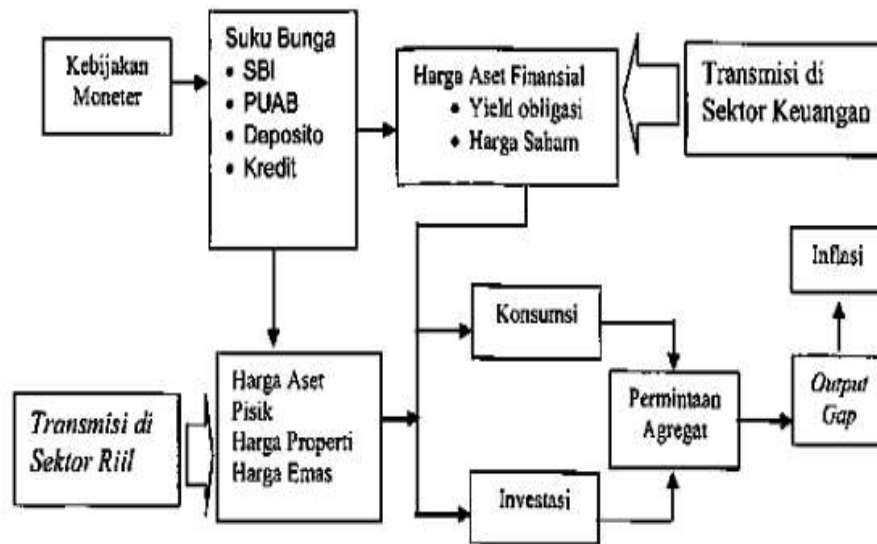 Kebijakan
Moneter
Suku Bunga
• SBI
• PUAB
• Deposito
• Kredit
Harga Aset Finansial
• Yield obligasi
• Harga Saham
Transmisi di
Sektor Keuangan
Inflasi
Konsumsi
Harga Aset
Pisik
Harga Properti
Harga Emas
Transmisi di
Sektor Riil
Permintaan
Agregat
Output
Gap
Investasi